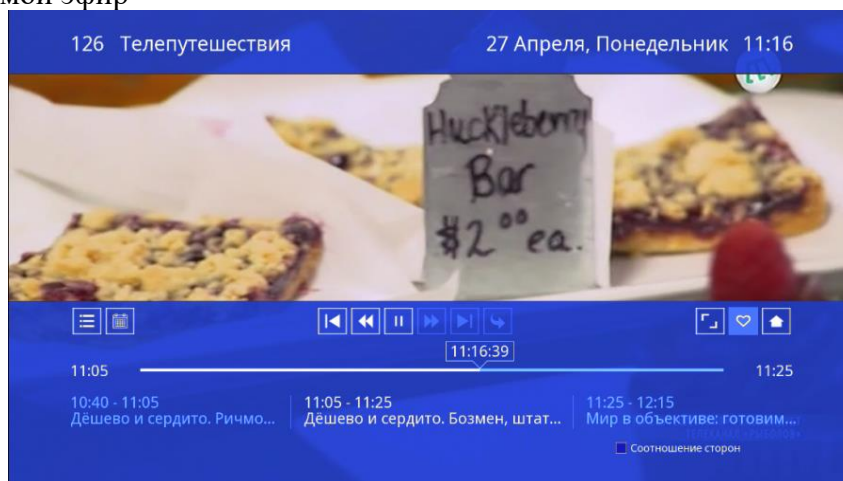 126 Телепутешествия
27 Апреля, Понедельник 11:16
Huckleberry
Bar
$2.00 ea.
11:16:39
11:05
11:25
10:40 - 11:05
Дёшево и сердито. Ричмо...
11:05 - 11:25
Дёшево и сердито. Бозмен, штат...
11:25 - 12:15
Мир в объективе: готовим...
Соотношение сторон